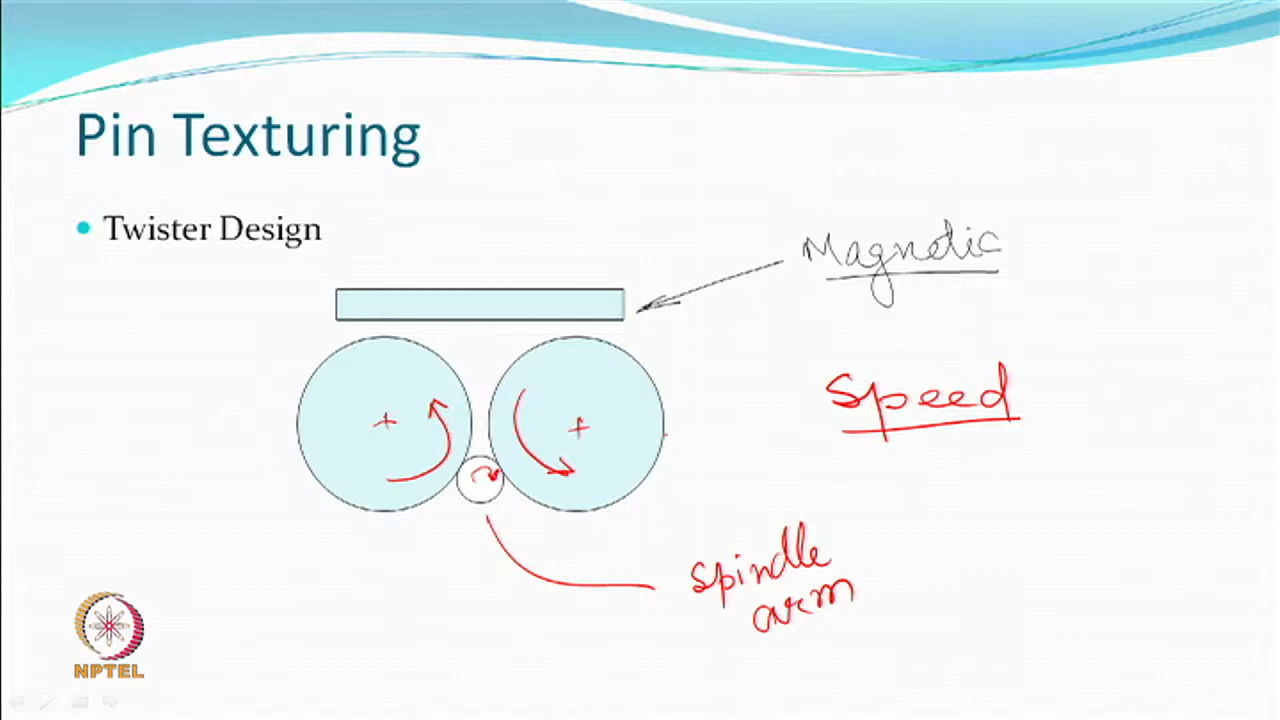 Pin Texturing
Twister Design
Magnetic
Speed
Spindle
arm
NPTEL